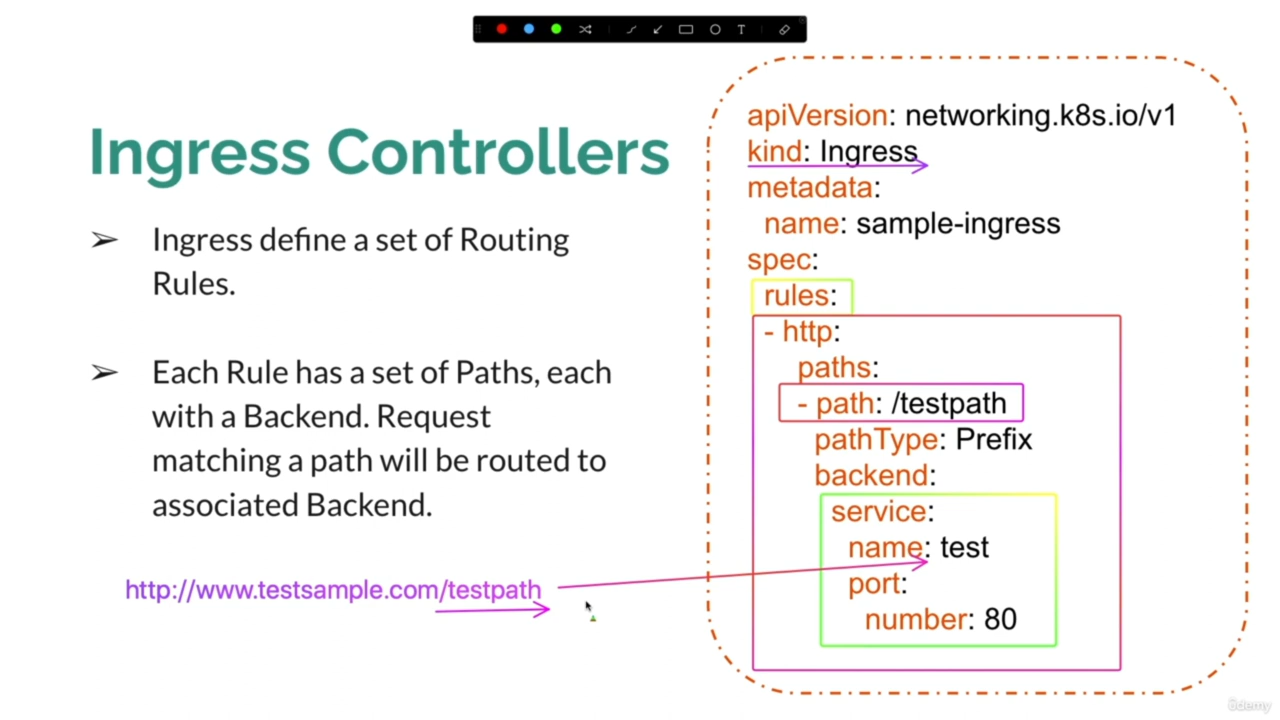 T
Ingress Controllers
➢ Ingress define a set of Routing
Rules.
➢ Each Rule has a set of Paths, each
with a Backend. Request
matching a path will be routed to
associated Backend.
http://www.testsample.com/testpath
apiVersion: networking.k8s.io/v1
kind: Ingress
metadata:
  name: sample-ingress
spec:
  rules:
  - http:
      paths:
      - path: /testpath
        pathType: Prefix
        backend:
          service:
            name: test
            port:
              number: 80
ûdemy